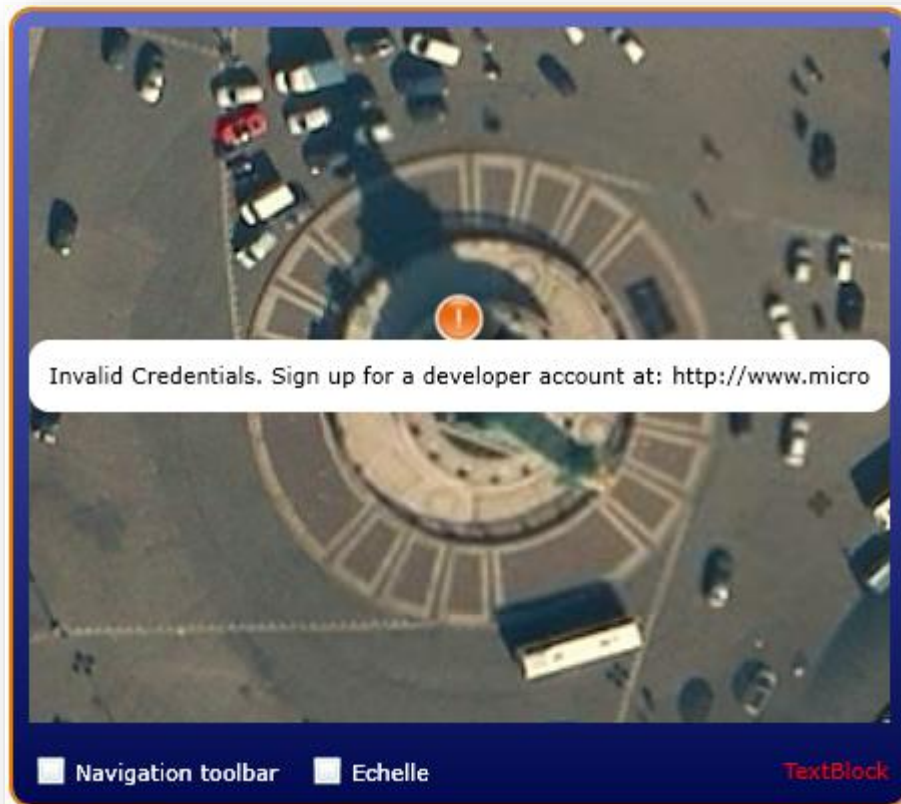 Invalid Credentials. Sign up for a developer account at: http://www.micro
Navigation toolbar
Echelle
TextBlock